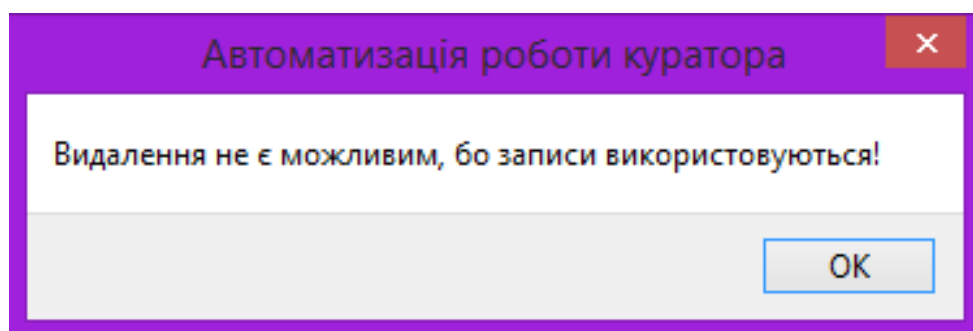 Автоматизація роботи куратора
Видалення не є можливим, бо записи використовуються!
OK